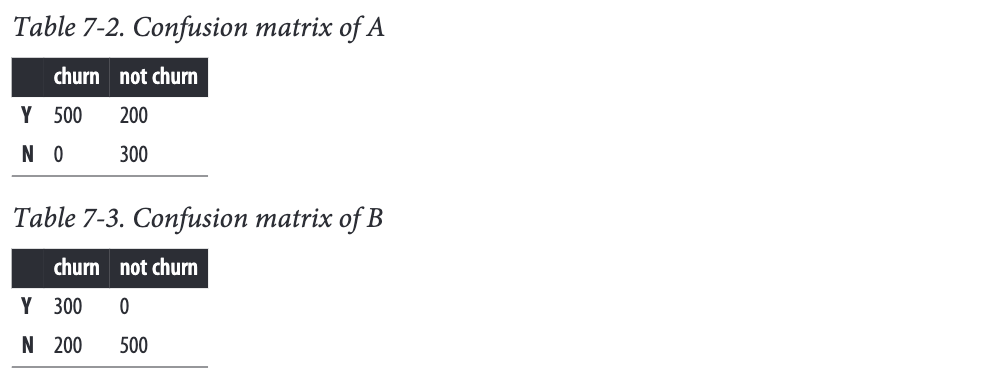 Table 7-2. Confusion matrix of A
churn not churn
Y 500 200
N 0 300
Table 7-3. Confusion matrix of B
churn not churn
Y 300 0
N 200 500